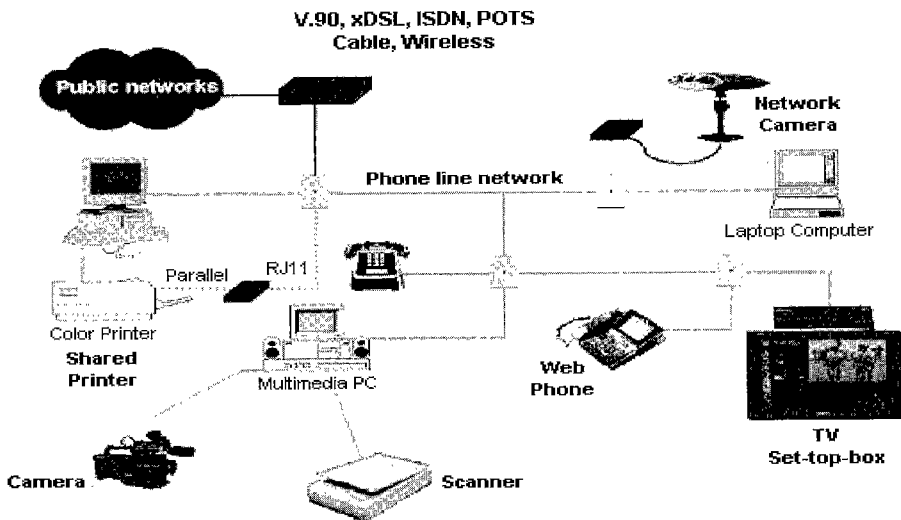 V.90, xDSL, ISDN, POTS
Cable, Wireless
Public networks
Network
Camera
Phone line network
Laptop Computer
Parallel
RJ11
Color Printer
Shared
Printer
Multimedia PC
Web
Phone
TV
Set-top-box
Camera
Scanner